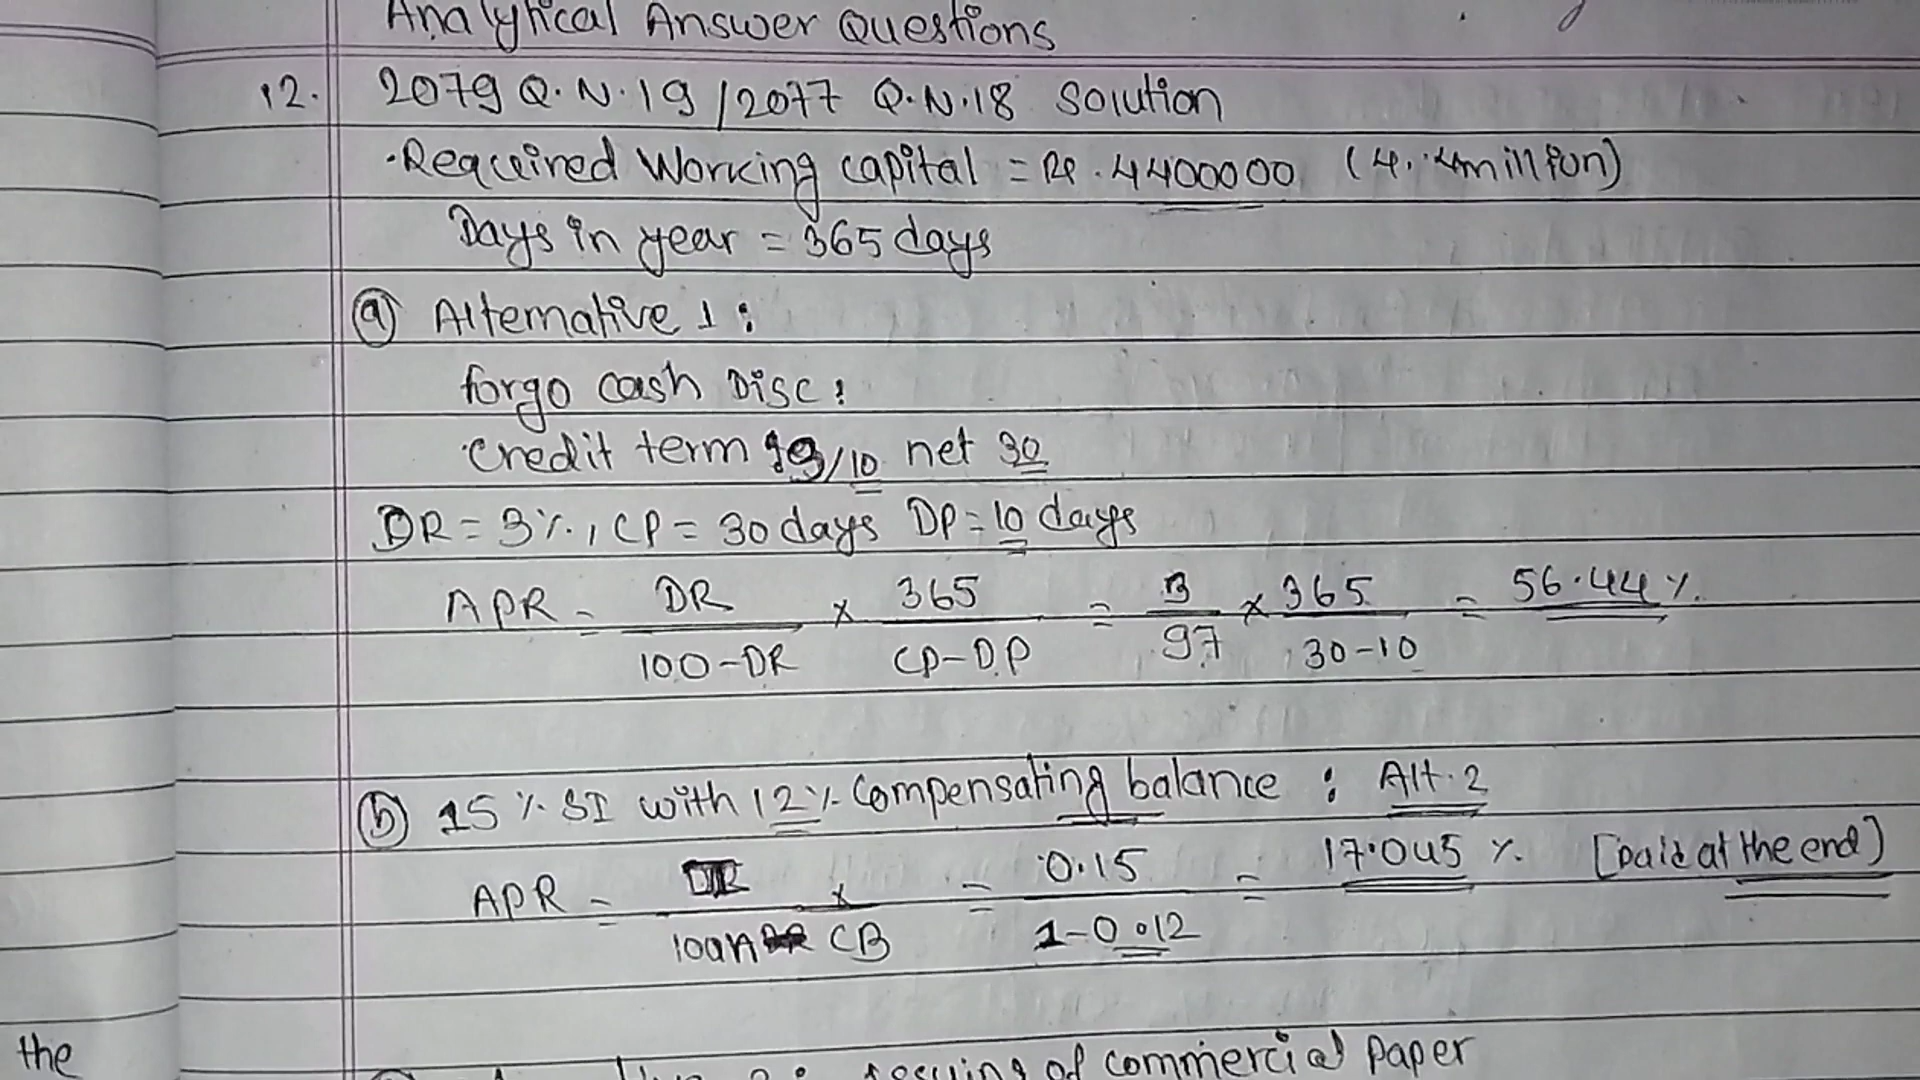 Analytical Answer Questions
12. 2079 Q.N.19 / 2077 Q.N.18 Solution
Required Working capital = Rs. 4400000 (4.4million)
Days in year = 365 days
(a) Alternative 1 :
forgo cash Disc :
Credit term 3/10 net 30
DR = 3%, CP = 30 days DP = 10 days
APR = DR / 100-DR × 365 / CP-DP = 3 / 97 × 365 / 30-10 = 56.44%
(b) 15% SI with 12% Compensating balance : Alt. 2
APR = / loan CB = 0.15 / 1-0.12 = 17.045% [paid at the end]
issuing of commercial paper
the